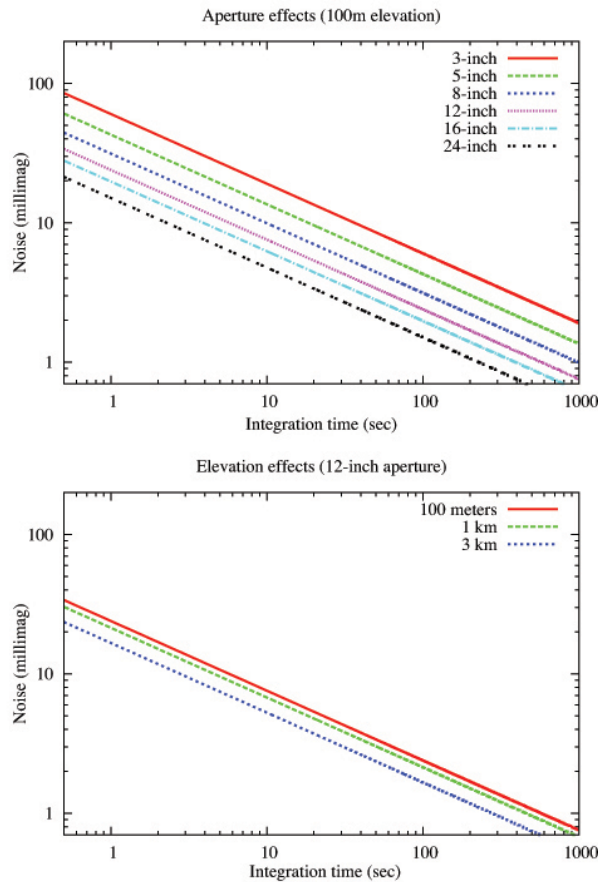 Aperture effects (100m elevation)
3-inch
5-inch
8-inch
12-inch
16-inch
24-inch
100
10
1
Noise (millimag)
1 10 100 1000
Integration time (sec)
Elevation effects (12-inch aperture)
100 meters
1 km
3 km
100
10
1
Noise (millimag)
1 10 100 1000
Integration time (sec)